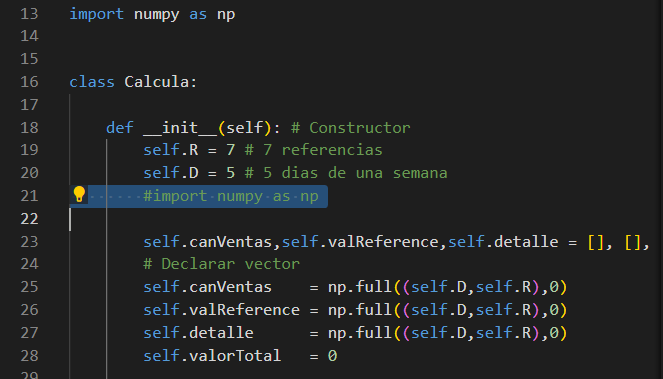 13 import numpy as np
14
15
16 class Calcula:
17
18 def __init__(self): # Constructor
19 self.R = 7 # 7 referencias
20 self.D = 5 # 5 dias de una semana
21 #import numpy as np
22
23 self.canVentas,self.valReference,self.detalle = [], [],
24 # Declarar vector
25 self.canVentas = np.full((self.D,self.R),0)
26 self.valReference = np.full((self.D,self.R),0)
27 self.detalle = np.full((self.D,self.R),0)
28 self.valorTotal = 0
29